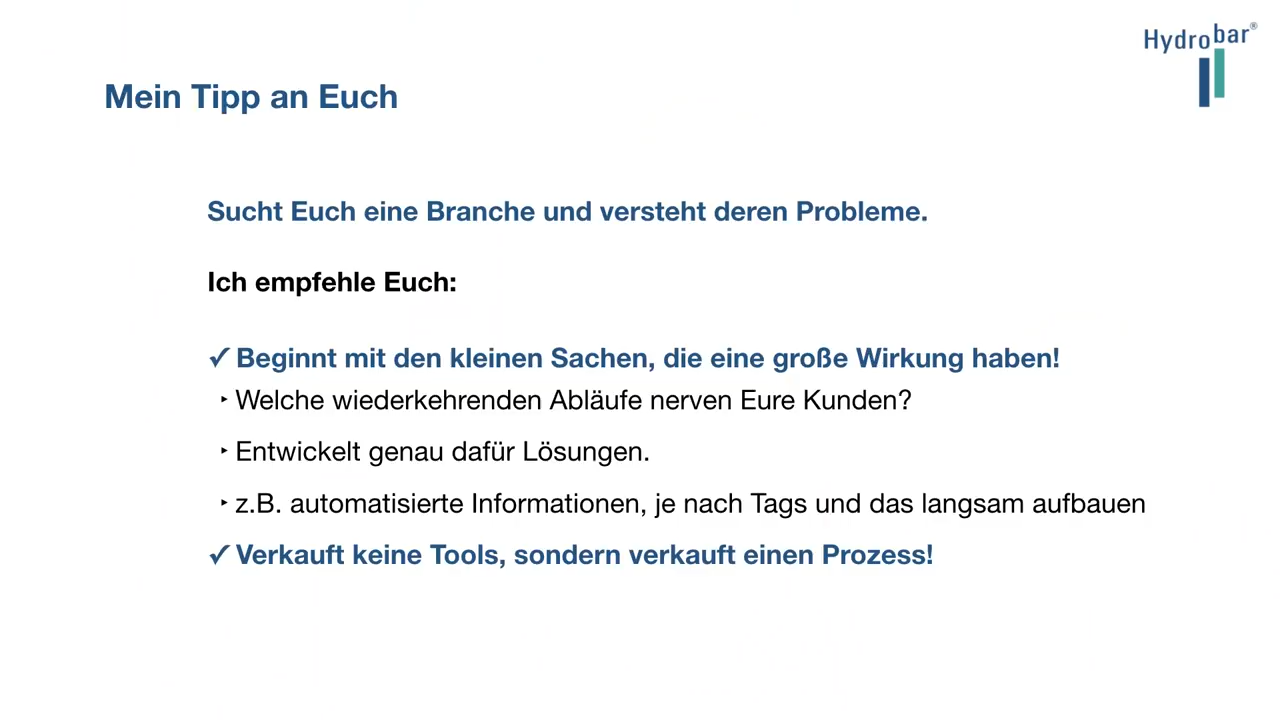 Hydrobar®
Mein Tipp an Euch
Sucht Euch eine Branche und versteht deren Probleme.
Ich empfehle Euch:
✓ Beginnt mit den kleinen Sachen, die eine große Wirkung haben!
‣ Welche wiederkehrenden Abläufe nerven Eure Kunden?
‣ Entwickelt genau dafür Lösungen.
‣ z.B. automatisierte Informationen, je nach Tags und das langsam aufbauen
✓ Verkauft keine Tools, sondern verkauft einen Prozess!